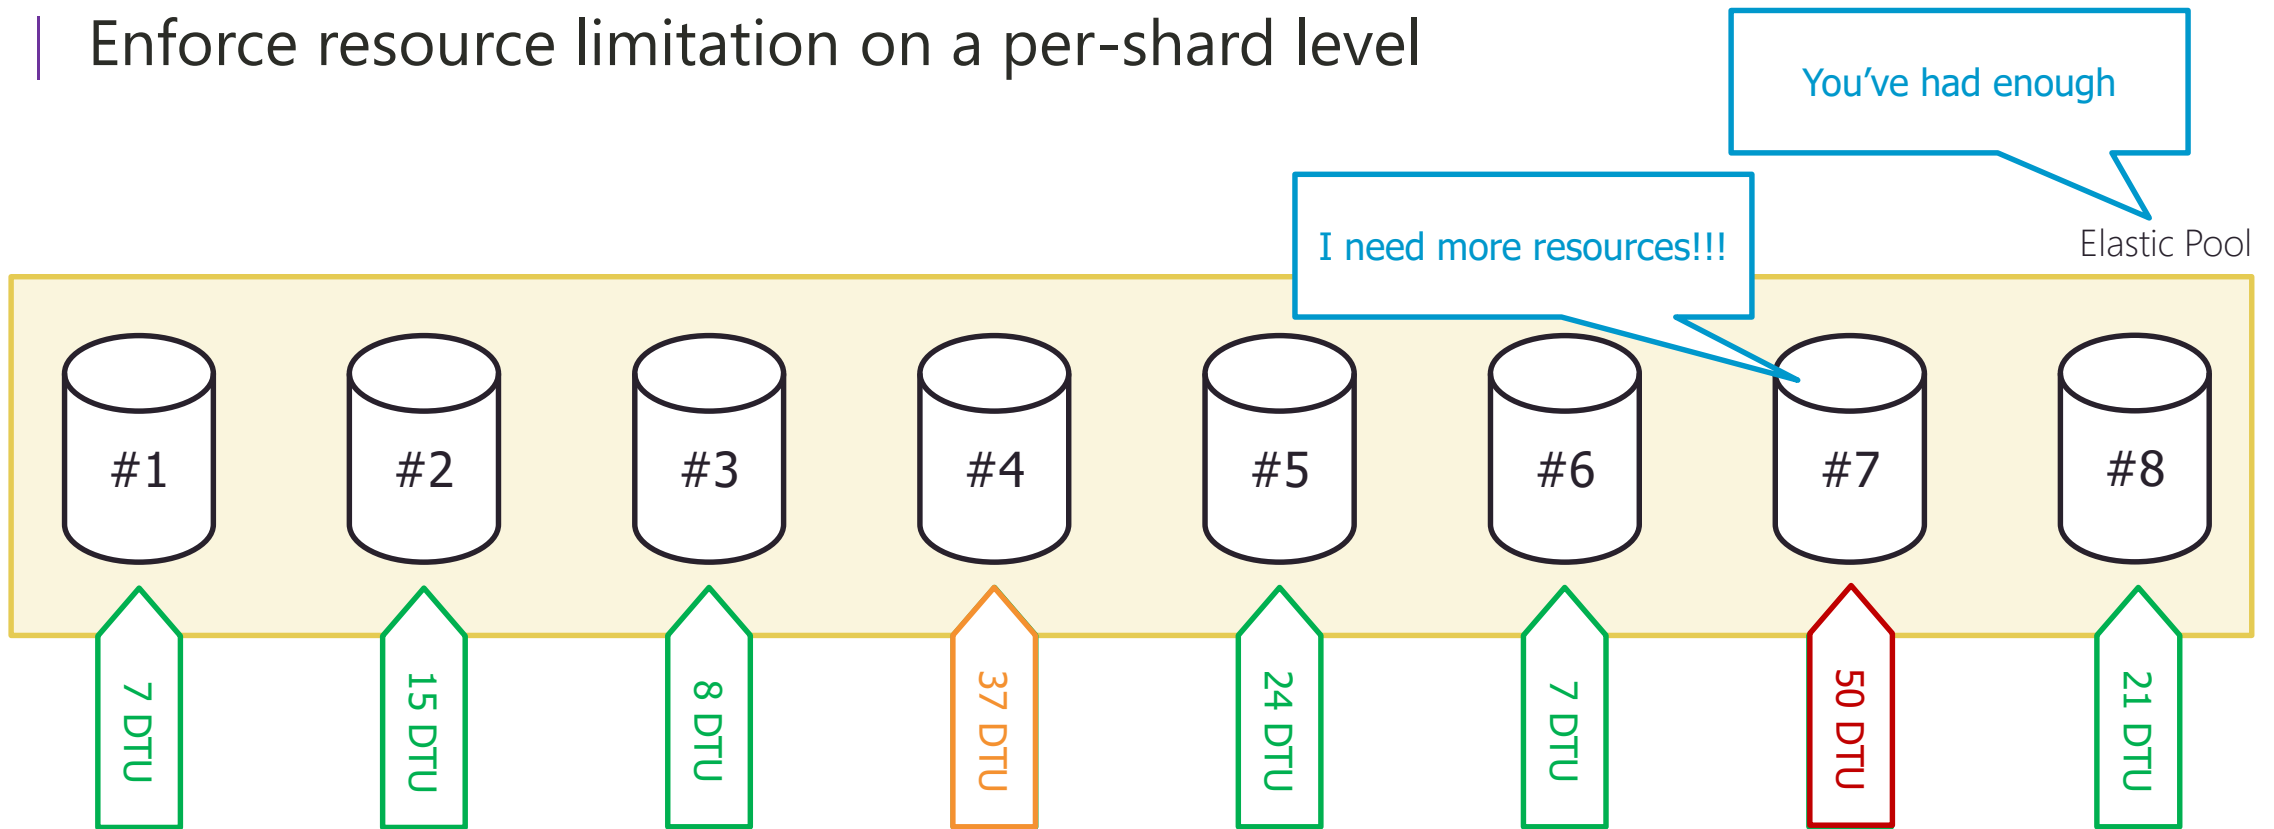 Enforce resource limitation on a per-shard level
You've had enough
I need more resources!!!
Elastic Pool
#1
#2
#3
#4
#5
#6
#7
#8
7 DTU
15 DTU
8 DTU
37 DTU
24 DTU
7 DTU
50 DTU
21 DTU